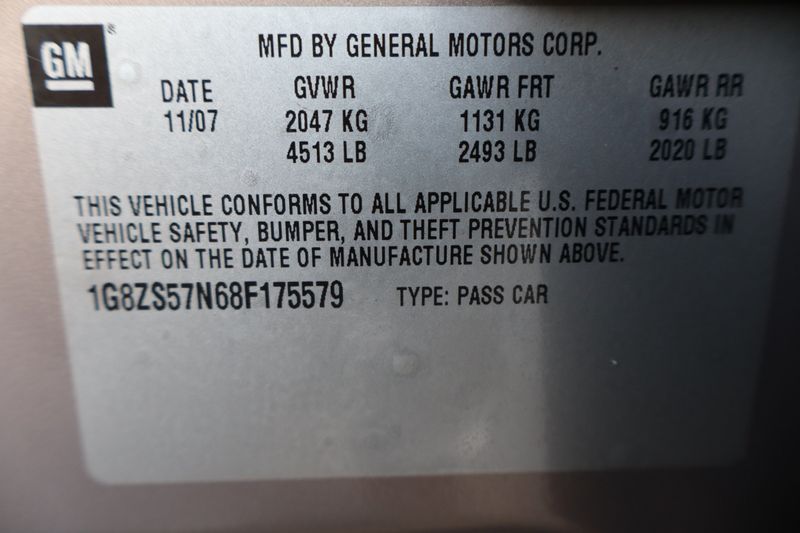 GM
MFD BY GENERAL MOTORS CORP.
DATE GVWR GAWR FRT GAWR RR
11/07 2047 KG 1131 KG 916 KG
4513 LB 2493 LB 2020 LB
THIS VEHICLE CONFORMS TO ALL APPLICABLE U.S. FEDERAL MOTOR
VEHICLE SAFETY, BUMPER, AND THEFT PREVENTION STANDARDS IN
EFFECT ON THE DATE OF MANUFACTURE SHOWN ABOVE.
1G8ZS57N68F175579 TYPE: PASS CAR